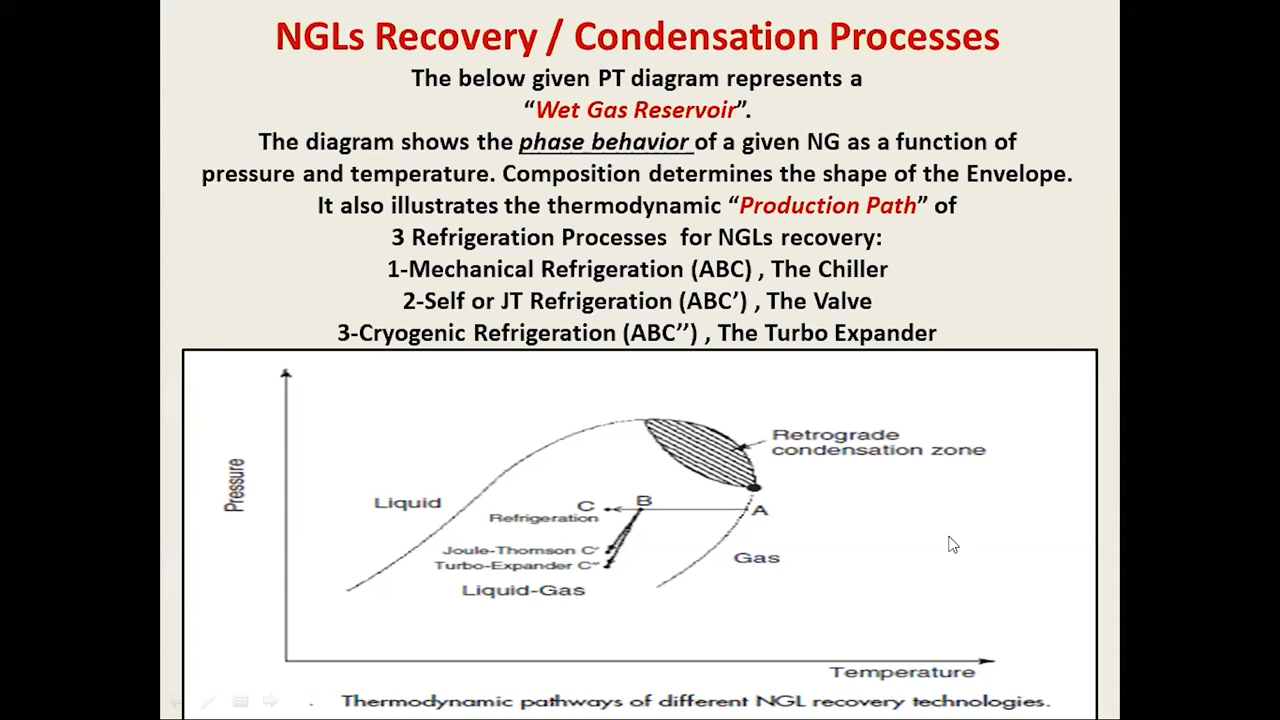 NGLs Recovery / Condensation Processes
The below given PT diagram represents a
“Wet Gas Reservoir”.
The diagram shows the phase behavior of a given NG as a function of
pressure and temperature. Composition determines the shape of the Envelope.
It also illustrates the thermodynamic “Production Path” of
3 Refrigeration Processes for NGLs recovery:
1-Mechanical Refrigeration (ABC) , The Chiller
2-Self or JT Refrigeration (ABC’) , The Valve
3-Cryogenic Refrigeration (ABC’’) , The Turbo Expander
Pressure
Retrograde
condensation zone
Liquid
C
B
A
Refrigeration
Joule-Thomson C'
Turbo-Expander C"
Gas
Liquid-Gas
Temperature
Thermodynamic pathways of different NGL recovery technologies.